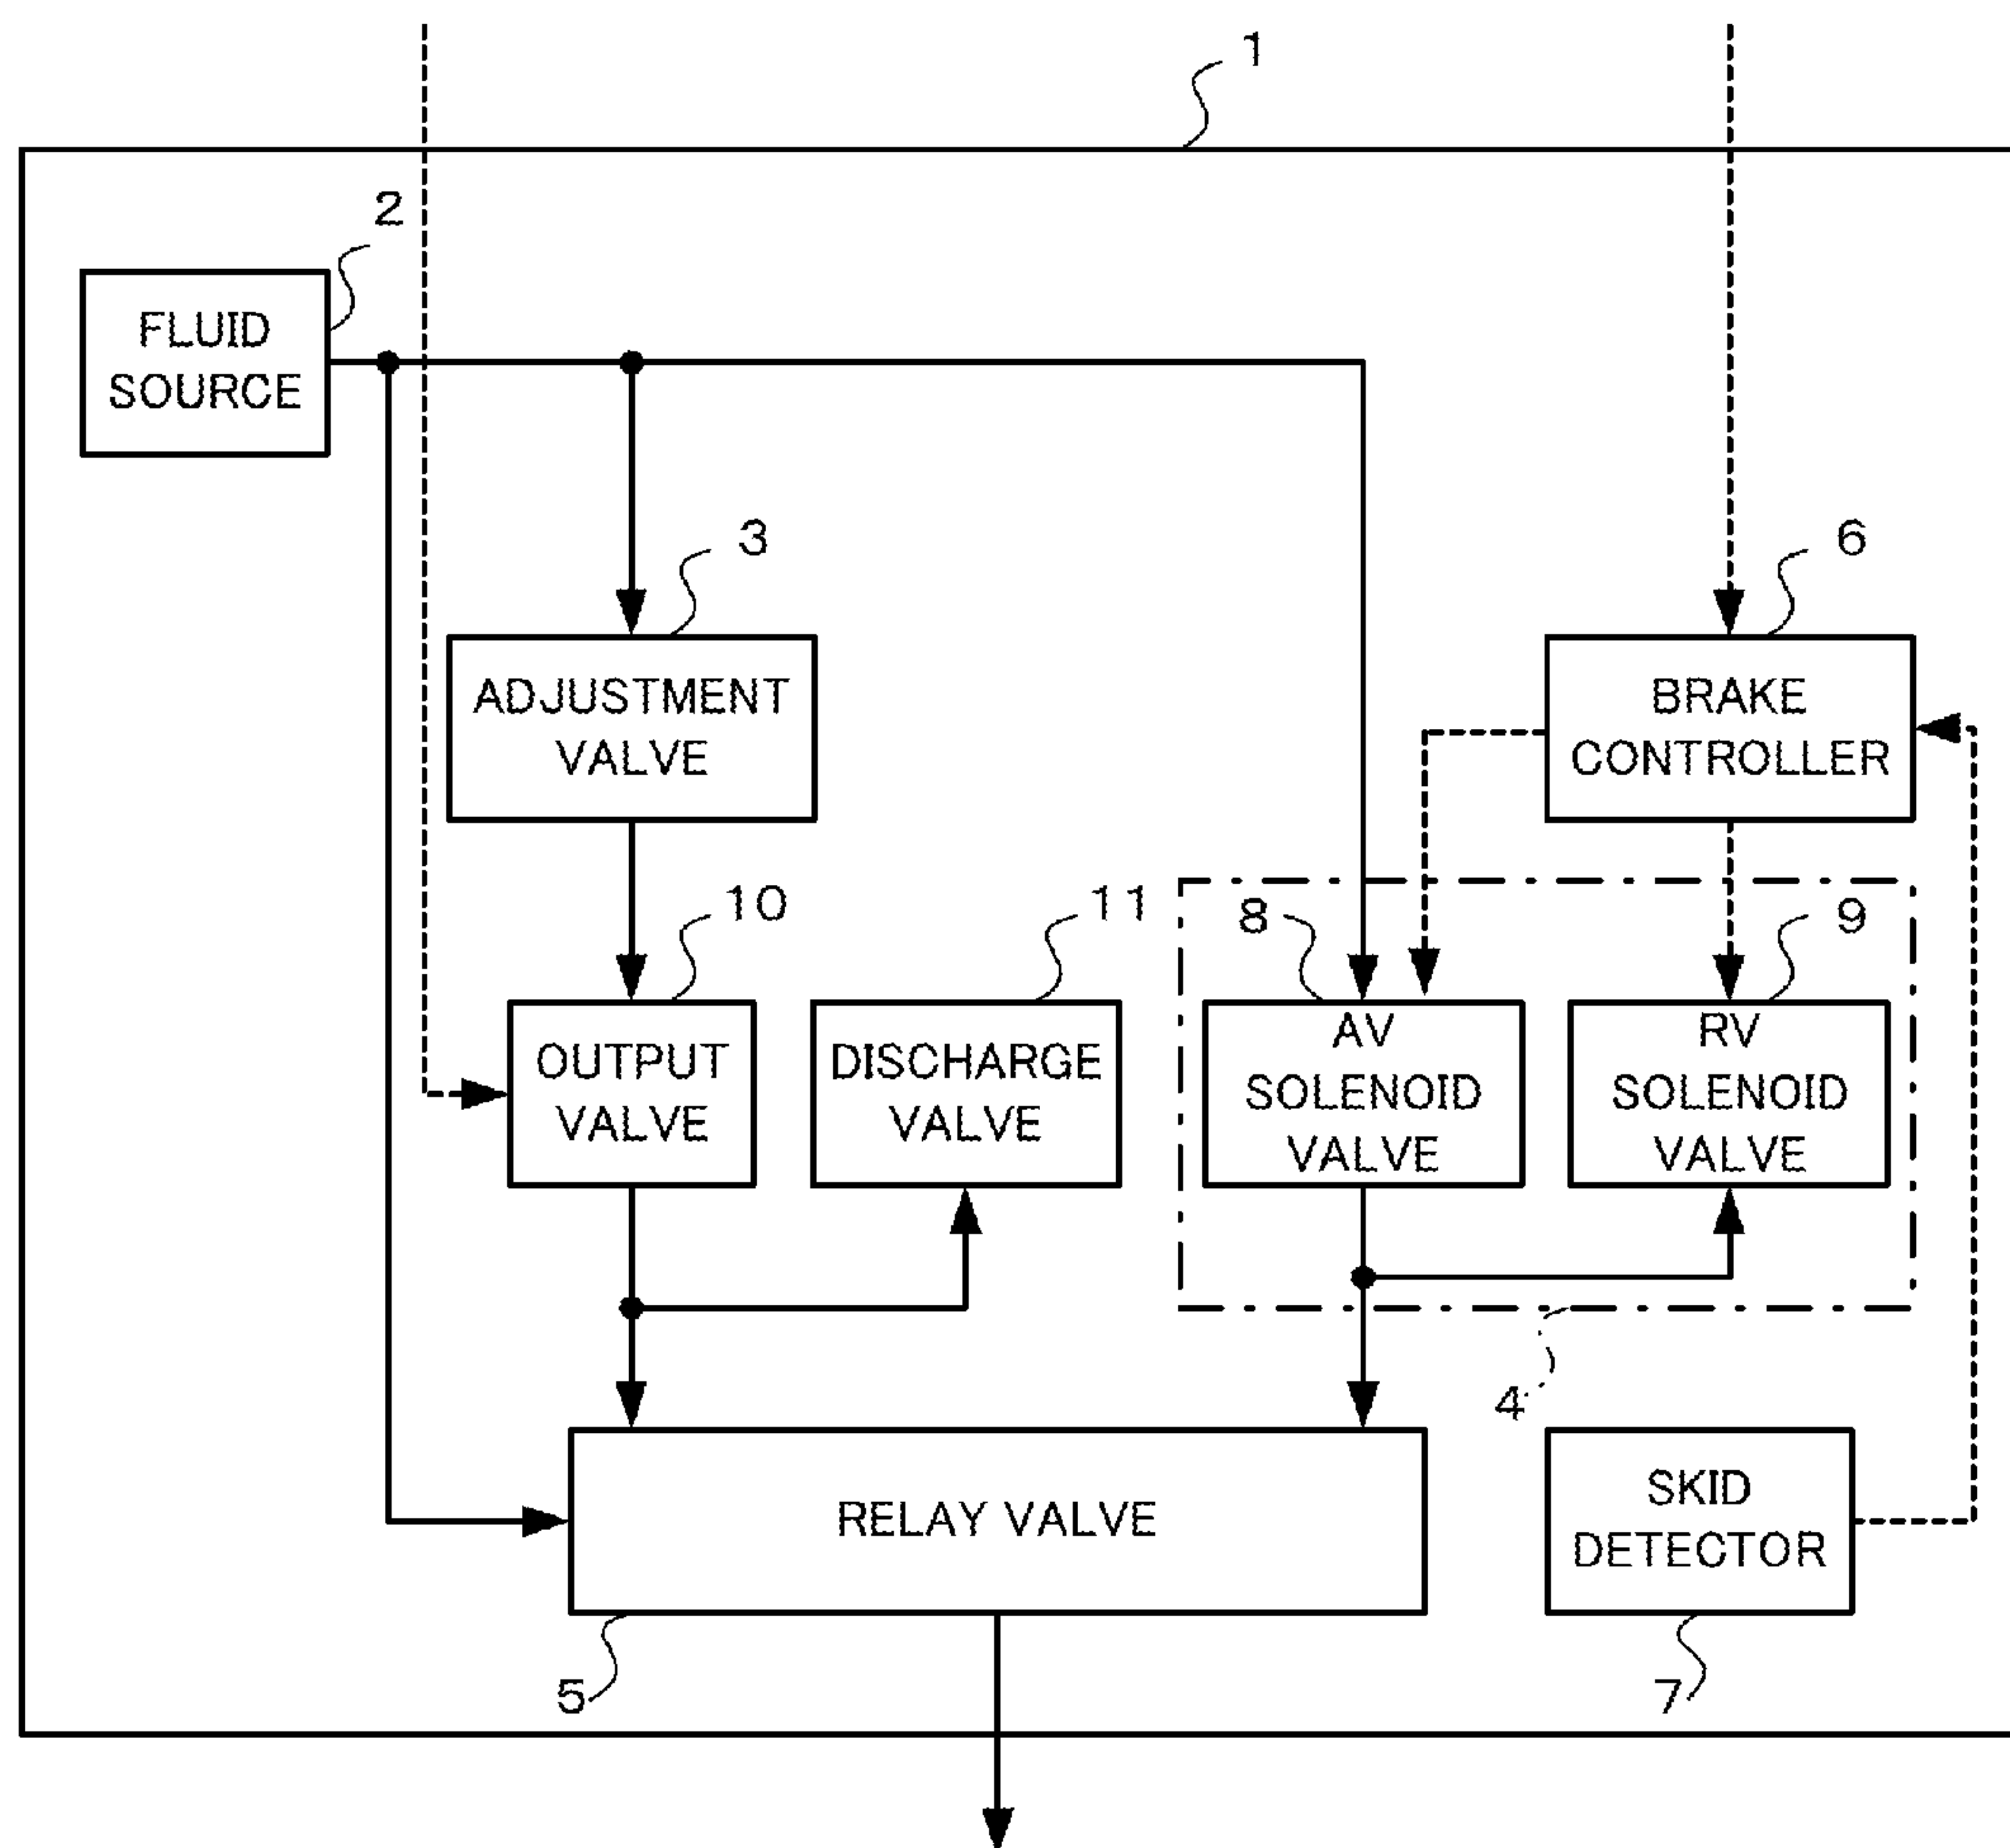 1
2
FLUID
SOURCE
3
6
ADJUSTMENT
VALVE
BRAKE
CONTROLLER
10
11
8
9
OUTPUT
VALVE
DISCHARGE
VALVE
AV
SOLENOID
VALVE
RV
SOLENOID
VALVE
4
RELAY VALVE
SKID
DETECTOR
5
7